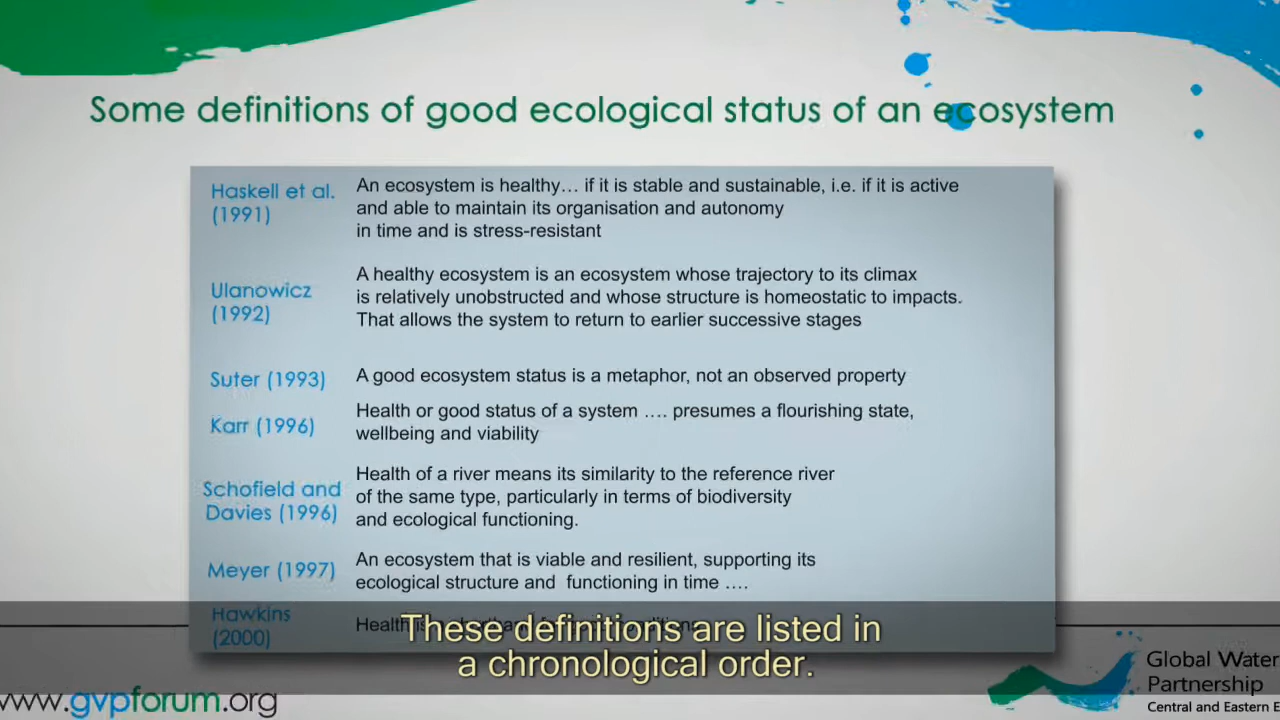 Some definitions of good ecological status of an ecosystem
Haskell et al.
(1991)
An ecosystem is healthy… if it is stable and sustainable, i.e. if it is active
and able to maintain its organisation and autonomy
in time and is stress-resistant
Ulanowicz
(1992)
A healthy ecosystem is an ecosystem whose trajectory to its climax
is relatively unobstructed and whose structure is homeostatic to impacts.
That allows the system to return to earlier successive stages
Suter (1993)
A good ecosystem status is a metaphor, not an observed property
Karr (1996)
Health or good status of a system …. presumes a flourishing state,
wellbeing and viability
Schofield and
Davies (1996)
Health of a river means its similarity to the reference river
of the same type, particularly in terms of biodiversity
and ecological functioning.
Meyer (1997)
An ecosystem that is viable and resilient, supporting its
ecological structure and functioning in time ….
Hawkins
(2000)
Health
These definitions are listed in
a chronological order.
www.gvpforum.org
Global Water
Partnership
Central and Eastern E